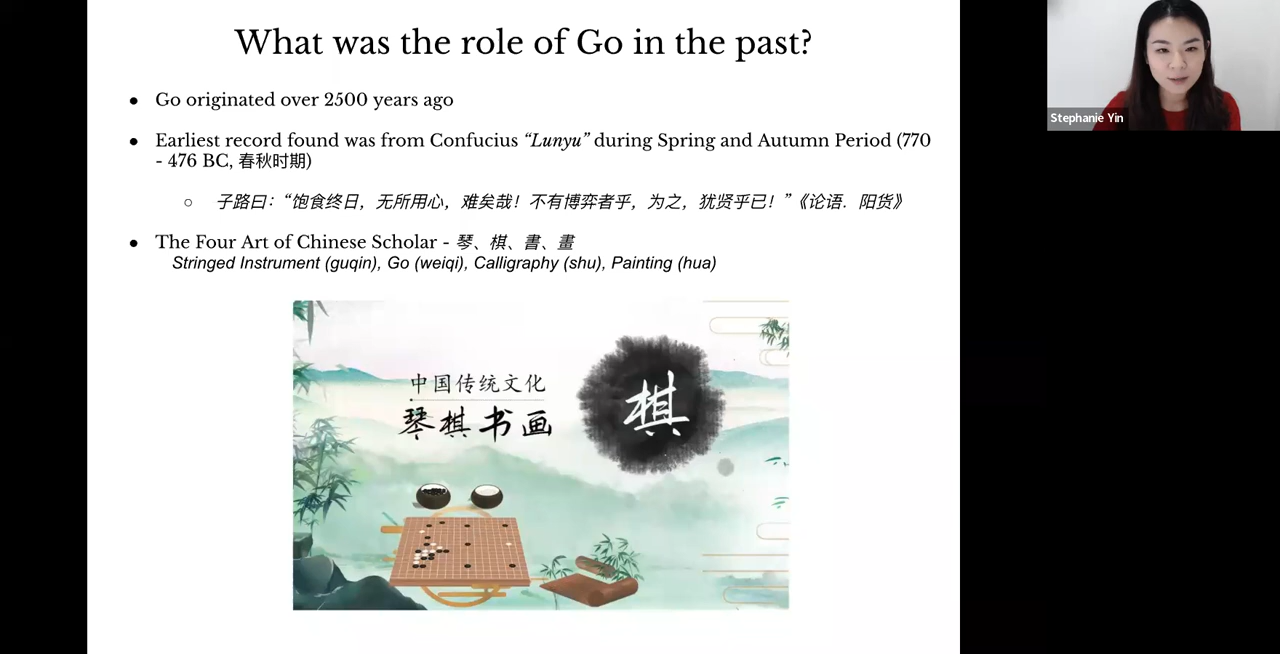 What was the role of Go in the past?
Go originated over 2500 years ago
Earliest record found was from Confucius “Lunyu” during Spring and Autumn Period (770
- 476 BC, 春秋时期)
子路曰：“饱食终日，无所用心，难矣哉！不有博弈者乎，为之，犹贤乎已！”《论语．阳货》
The Four Art of Chinese Scholar - 琴、棋、書、畫
Stringed Instrument (guqin), Go (weiqi), Calligraphy (shu), Painting (hua)
中国传统文化
琴棋书画
棋
Stephanie Yin